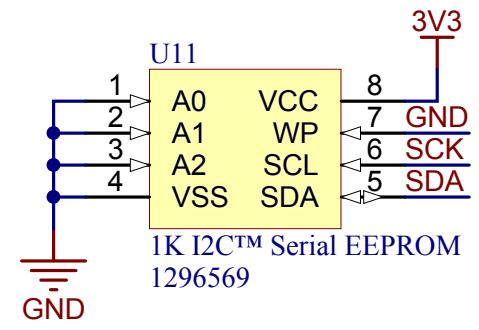 3V3
U11
1 A0 VCC 8
2 A1 WP 7 GND
3 A2 SCL 6 SCK
4 VSS SDA 5 SDA
1K I2C™ Serial EEPROM
1296569
GND